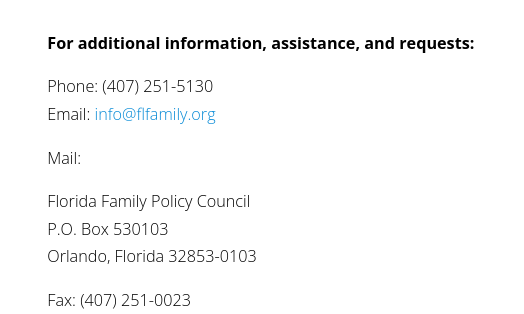 For additional information, assistance, and requests:
Phone: (407) 251-5130
Email: info@flfamily.org
Mail:
Florida Family Policy Council
P.O. Box 530103
Orlando, Florida 32853-0103
Fax: (407) 251-0023